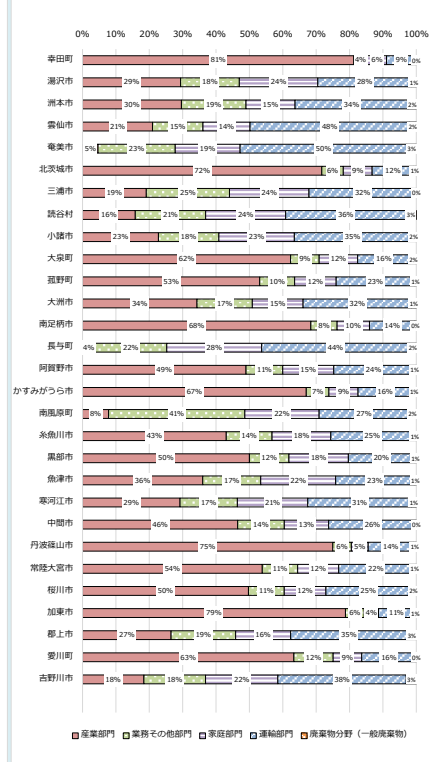 0% 10% 20% 30% 40% 50% 60% 70% 80% 90% 100%
幸田町 81% 4% 6% 9% 0%
湯沢市 29% 18% 24% 28% 1%
洲本市 30% 19% 15% 34% 2%
雲仙市 21% 15% 14% 48% 2%
奄美市 5% 23% 19% 50% 3%
北茨城市 72% 6% 9% 12% 1%
三浦市 19% 25% 24% 32% 0%
読谷村 16% 21% 24% 36% 3%
小諸市 23% 18% 23% 35% 2%
大泉町 62% 9% 12% 16% 2%
菰野町 53% 10% 12% 23% 1%
大洲市 34% 17% 15% 32% 1%
南足柄市 68% 8% 10% 14% 0%
長与町 4% 22% 28% 44% 2%
阿賀野市 49% 11% 15% 24% 1%
かすみがうら市 67% 7% 9% 16% 1%
南風原町 8% 41% 22% 27% 2%
糸魚川市 43% 14% 18% 25% 1%
黒部市 50% 12% 18% 20% 1%
魚津市 36% 17% 22% 23% 1%
寒河江市 29% 17% 21% 31% 1%
中間市 46% 14% 13% 26% 0%
丹波篠山市 75% 6% 5% 14% 1%
常陸大宮市 54% 11% 12% 22% 1%
桜川市 50% 11% 12% 25% 2%
加東市 79% 6% 4% 11% 1%
郡上市 27% 19% 16% 35% 3%
愛川町 63% 12% 9% 16% 0%
吉野川市 18% 18% 22% 38% 3%
産業部門 業務その他部門 家庭部門 運輸部門 廃棄物分野（一般廃棄物）